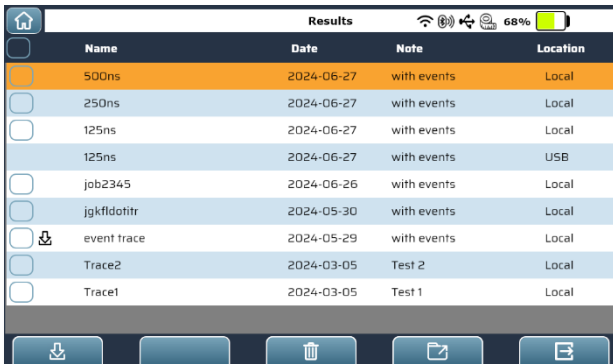 Results 68%
Name Date Note Location
500ns 2024-06-27 with events Local
250ns 2024-06-27 with events Local
125ns 2024-06-27 with events Local
125ns 2024-06-27 with events USB
job2345 2024-06-26 with events Local
jgkfldotitr 2024-05-30 with events Local
event trace 2024-05-29 with events Local
Trace2 2024-03-05 Test 2 Local
Trace1 2024-03-05 Test 1 Local